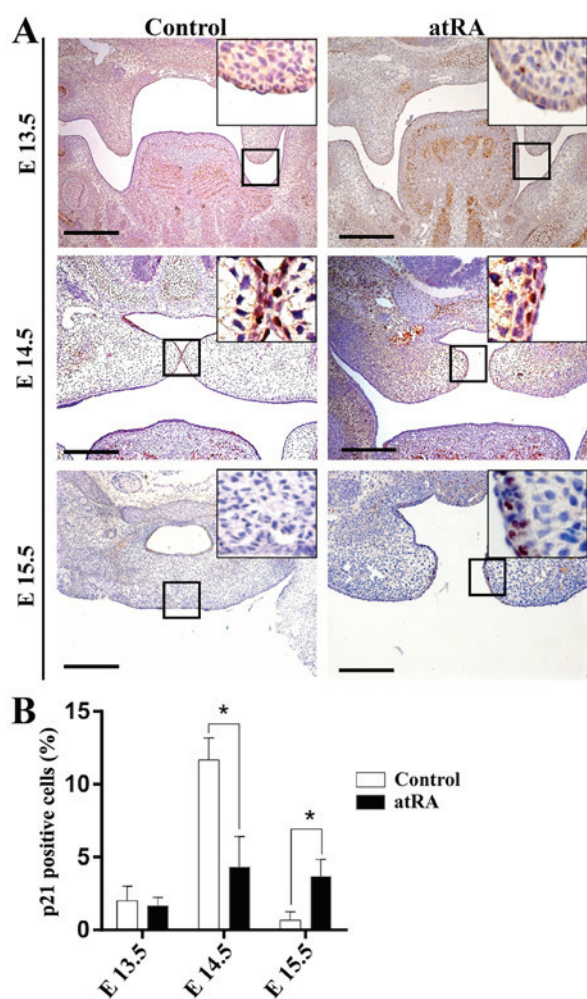 A
Control
atRA
E 13.5
E 14.5
E 15.5
B
p21 positive cells (%)
15
10
5
0
*
*
Control
atRA
E 13.5
E 14.5
E 15.5